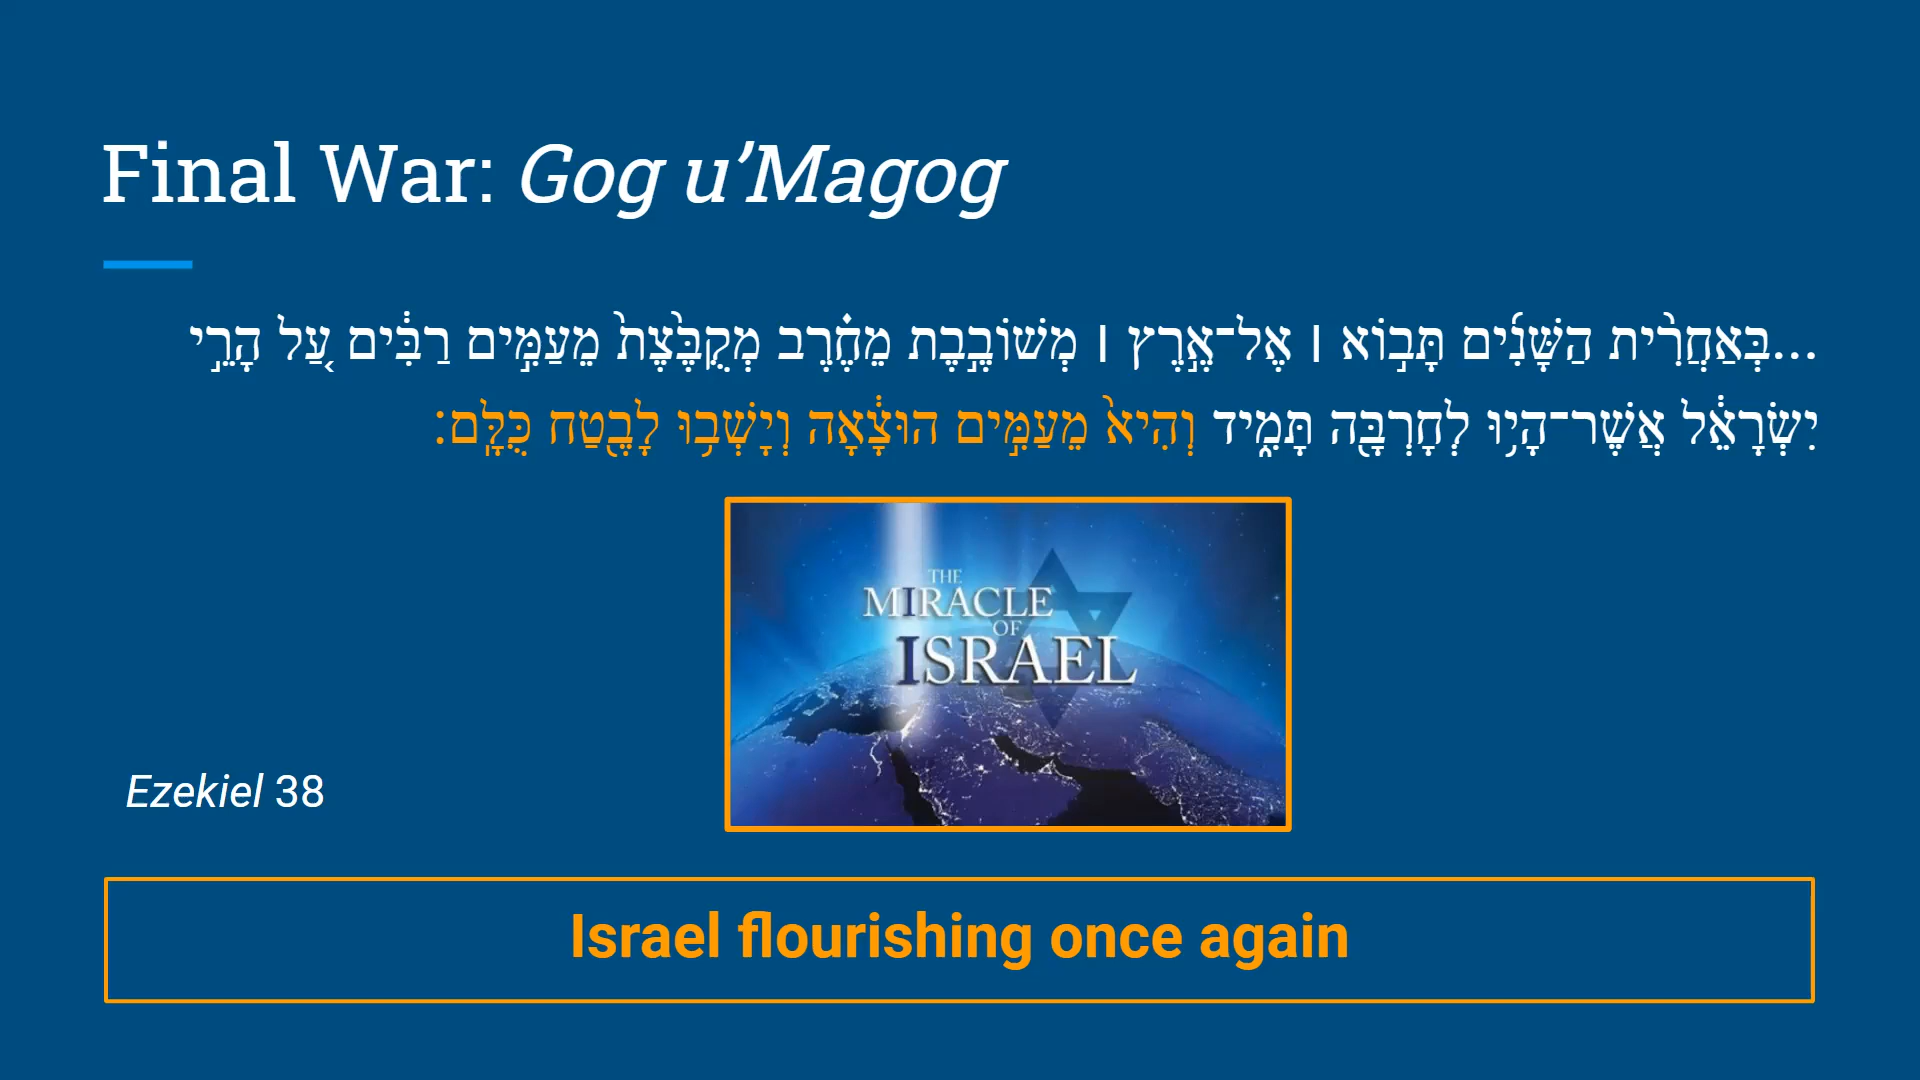 Final War: Gog u’Magog
...בְּאַחֲרִ֨ית הַשָּׁנִ֜ים תָּב֣וֹא ׀ אֶל־אֶ֣רֶץ ׀ מְשׁוֹבֶ֣בֶת מֵחֶ֗רֶב מְקֻבֶּ֙צֶת֙ מֵעַמִּ֣ים רַבִּ֔ים עַ֚ל הָרֵ֣י
יִשְׂרָאֵ֔ל אֲשֶׁר־הָי֥וּ לְחָרְבָּ֖ה תָּמִ֑יד וְהִיא֙ מֵעַמִּ֣ים הוּצָ֔אָה וְיָשְׁב֥וּ לָבֶ֖טַח כֻּלָּֽם׃
THE
MIRACLE
OF
ISRAEL
Ezekiel 38
Israel flourishing once again